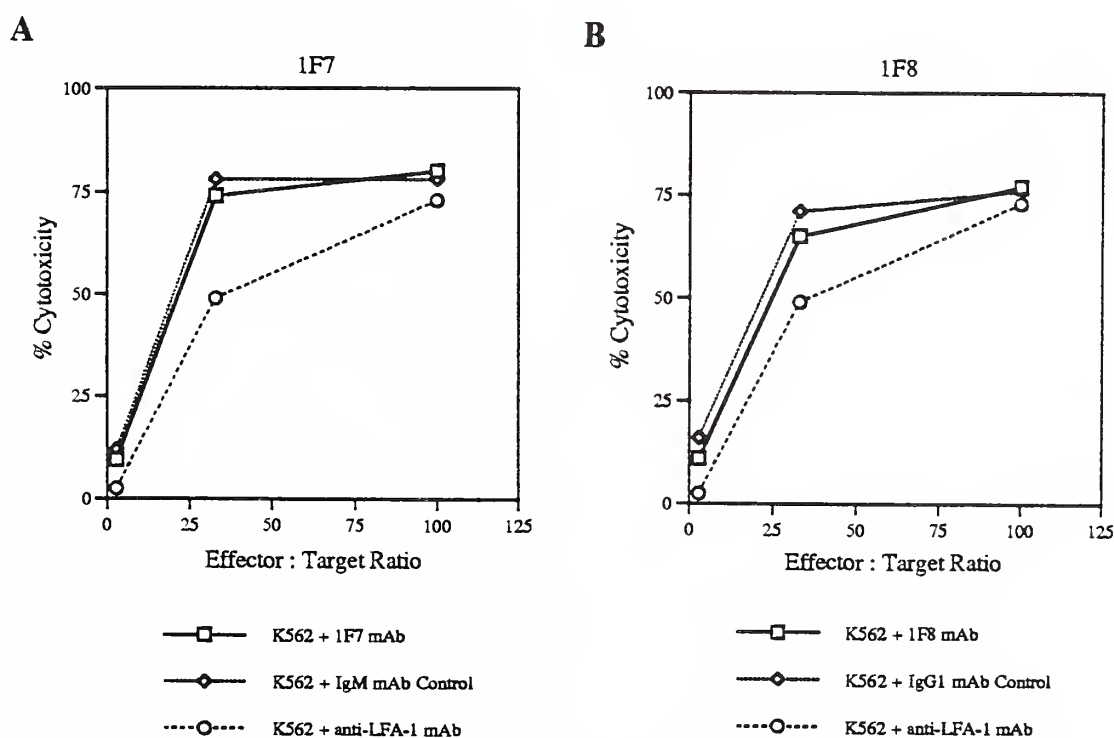 A
1F7
100
75
50
25
0
% Cytotoxicity
0 25 50 75 100 125
Effector : Target Ratio
K562 + 1F7 mAb
K562 + IgM mAb Control
K562 + anti-LFA-1 mAb
B
1F8
100
75
50
25
0
% Cytotoxicity
0 25 50 75 100 125
Effector : Target Ratio
K562 + 1F8 mAb
K562 + IgG1 mAb Control
K562 + anti-LFA-1 mAb